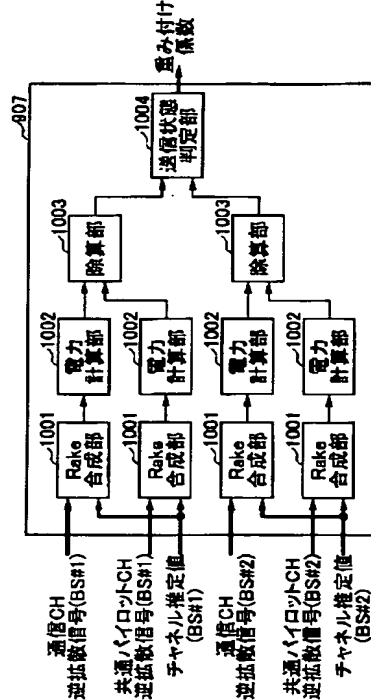 907
通信CH
逆拡散信号(BS#1)
共通パイロットCH
逆拡散信号(BS#1)
チャネル推定値
(BS#1)
通信CH
逆拡散信号(BS#2)
共通パイロットCH
逆拡散信号(BS#2)
チャネル推定値
(BS#2)
1001
Rake
合成部
1001
Rake
合成部
1001
Rake
合成部
1001
Rake
合成部
1002
電力
計算部
1002
電力
計算部
1002
電力
計算部
1002
電力
計算部
1003
除算部
1003
除算部
1004
送信状態
判定部
重み付け
係数